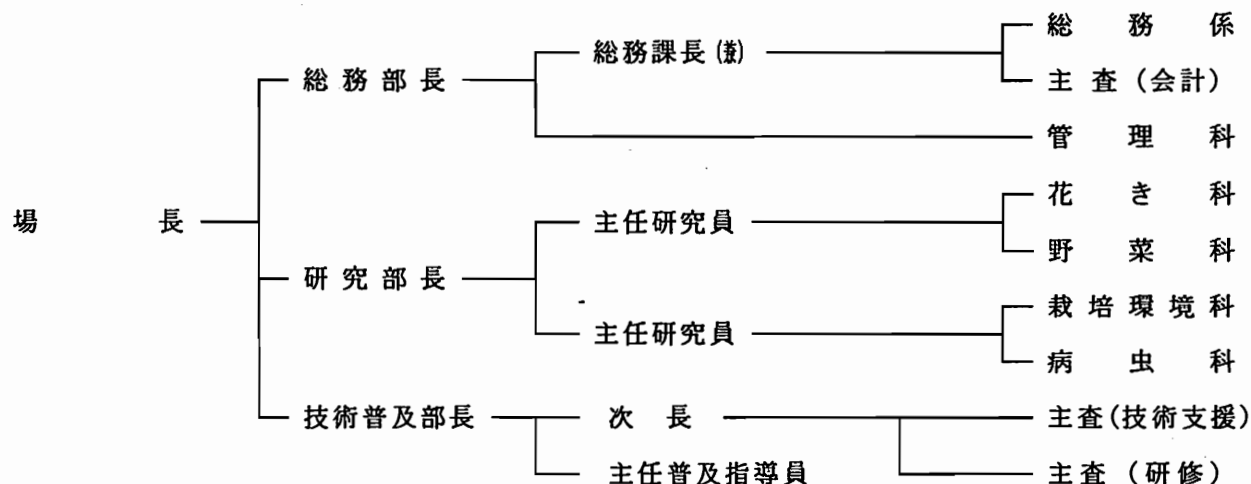 総務係
総務課長(兼)
総務部長
主査(会計)
管理科
花き科
場長
主任研究員
野菜科
研究部長
栽培環境科
主任研究員
病虫科
技術普及部長
次長
主査(技術支援)
主任普及指導員
主査(研修)